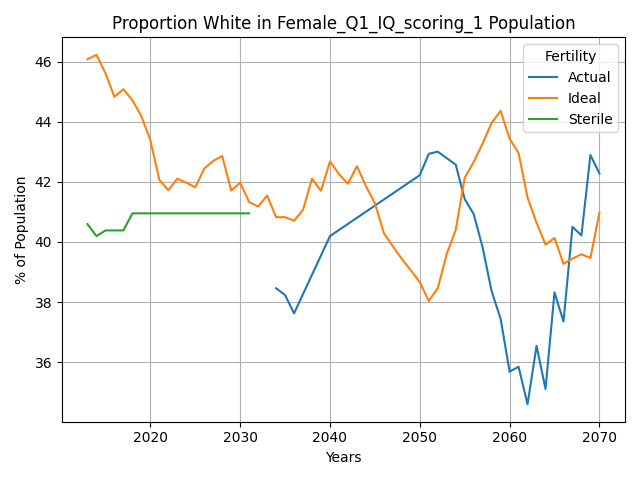 Proportion White in Female_Q1_IQ_scoring_1 Population
Fertility
Actual
Ideal
Sterile
% of Population
46
44
42
40
38
36
2020 2030 2040 2050 2060 2070
Years